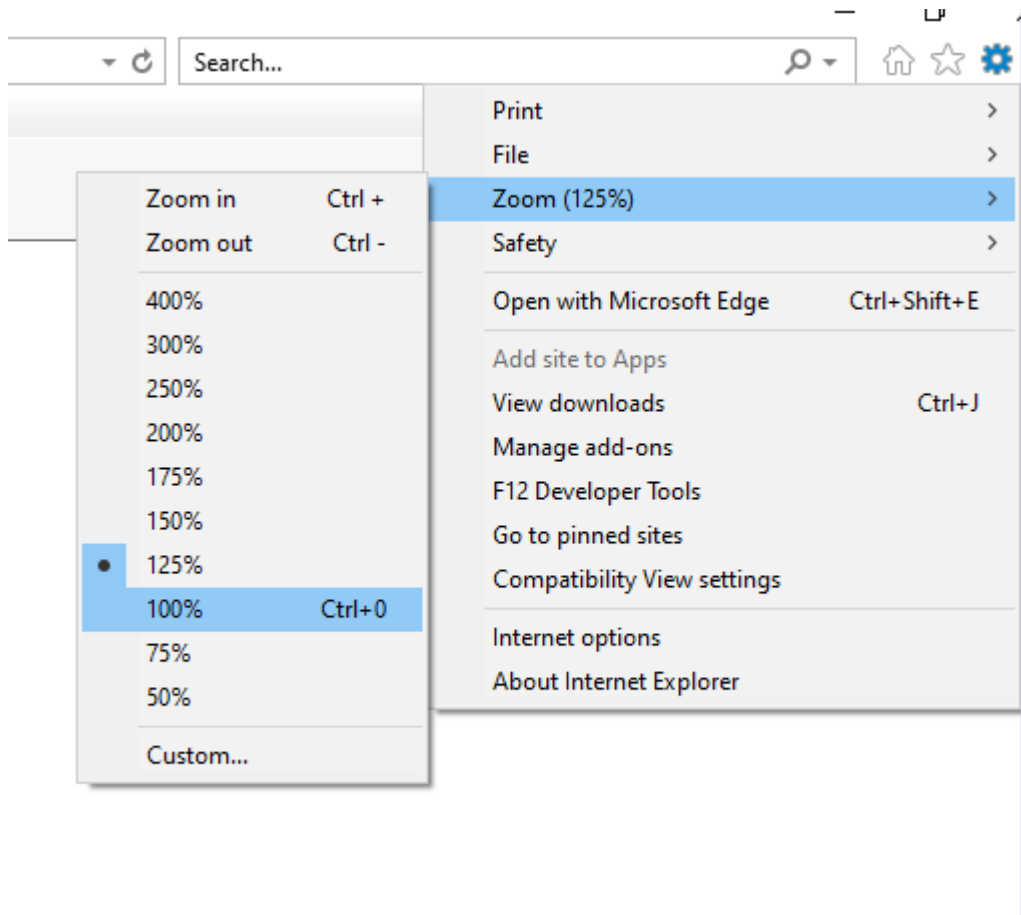 Search...
Print
File
Zoom (125%)
Safety
Open with Microsoft Edge Ctrl+Shift+E
Add site to Apps
View downloads Ctrl+J
Manage add-ons
F12 Developer Tools
Go to pinned sites
Compatibility View settings
Internet options
About Internet Explorer
Zoom in Ctrl +
Zoom out Ctrl -
400%
300%
250%
200%
175%
150%
125%
100% Ctrl+0
75%
50%
Custom...